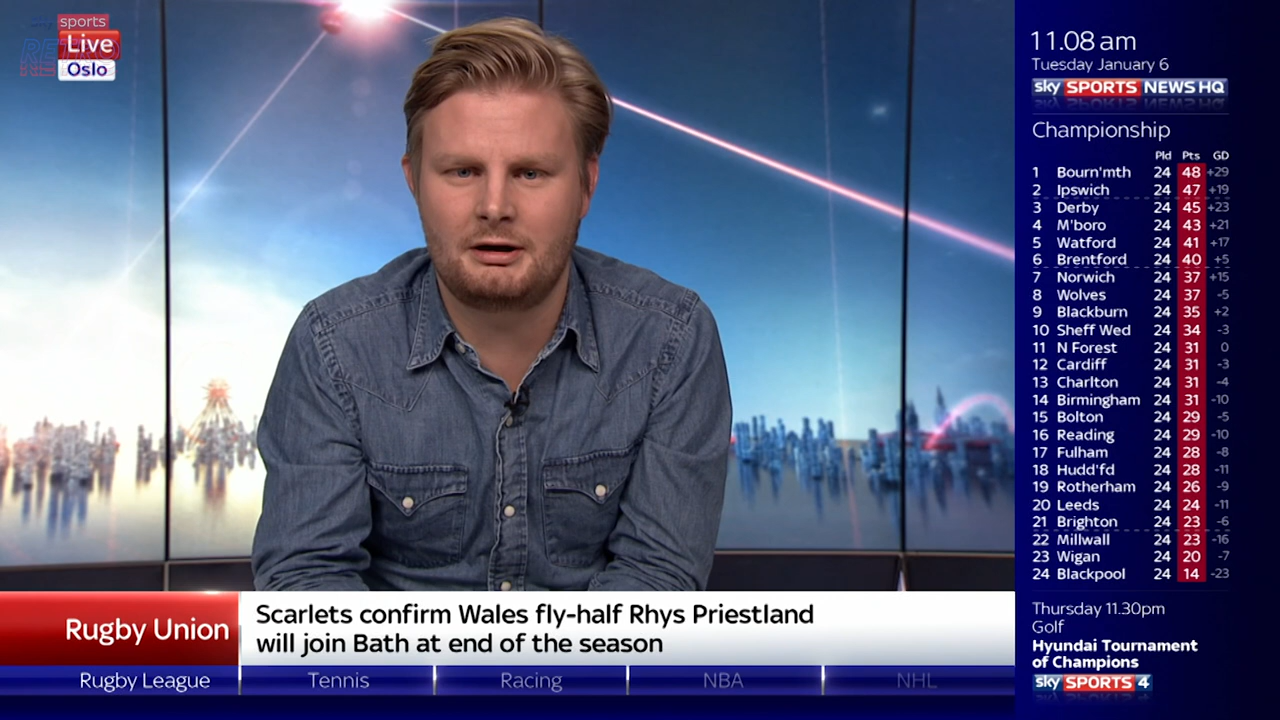 sports
Live
RETRO
Oslo
11.08 am
Tuesday January 6
sky SPORTS NEWS HQ
Championship
Pld Pts GD
1 Bourn'mth 24 48 +29
2 Ipswich 24 47 +19
3 Derby 24 45 +23
4 M'boro 24 43 +21
5 Watford 24 41 +17
6 Brentford 24 40 +5
7 Norwich 24 37 +15
8 Wolves 24 37 -5
9 Blackburn 24 35 +2
10 Sheff Wed 24 34 -3
11 N Forest 24 31 0
12 Cardiff 24 31 -3
13 Charlton 24 31 -4
14 Birmingham 24 31 -10
15 Bolton 24 29 -5
16 Reading 24 29 -10
17 Fulham 24 28 -8
18 Hudd'fd 24 28 -11
19 Rotherham 24 26 -9
20 Leeds 24 24 -11
21 Brighton 24 23 -6
22 Millwall 24 23 -16
23 Wigan 24 20 -7
24 Blackpool 24 14 -23
Thursday 11.30pm
Golf
Hyundai Tournament
of Champions
sky SPORTS 4
Rugby Union
Scarlets confirm Wales fly-half Rhys Priestland
will join Bath at end of the season
Rugby League Tennis Racing NBA NHL